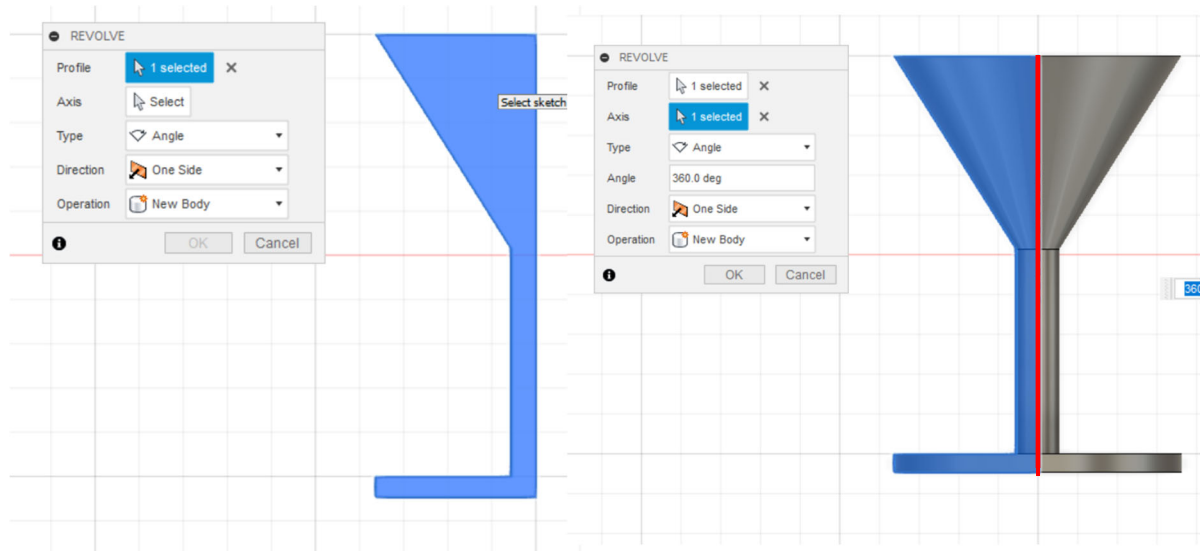 REVOLVE
Profile 1 selected
Axis Select
Type Angle
Direction One Side
Operation New Body
OK Cancel
Select sketch
REVOLVE
Profile 1 selected
Axis 1 selected
Type Angle
Angle 360.0 deg
Direction One Side
Operation New Body
OK Cancel
360